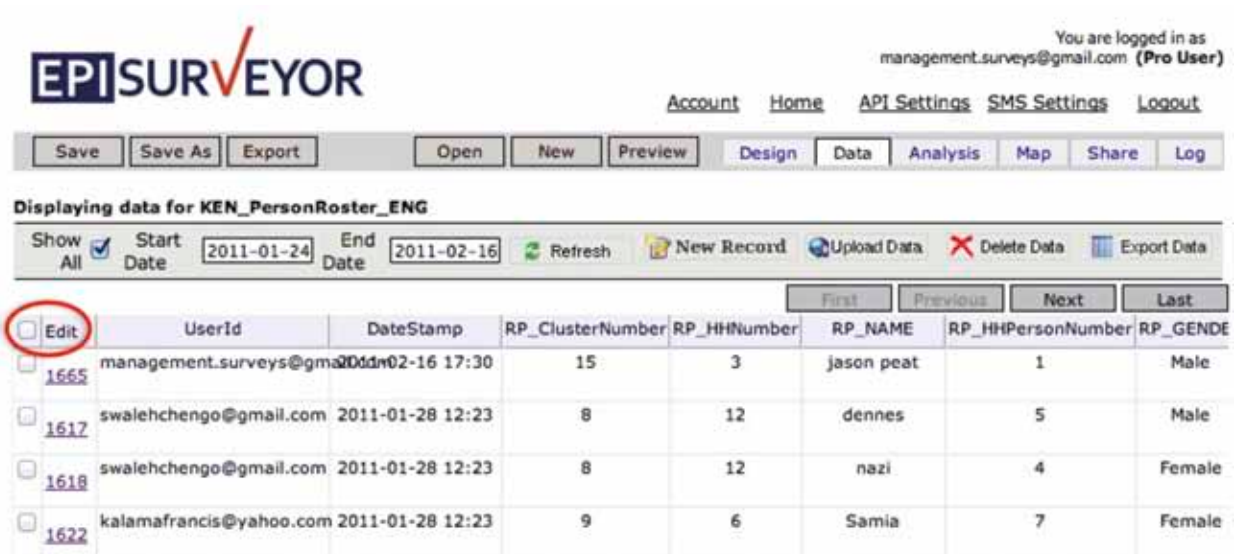 EPISURVEYOR
You are logged in as
management.surveys@gmail.com (Pro User)
Account Home API Settings SMS Settings Logout
Save Save As Export Open New Preview Design Data Analysis Map Share Log
Displaying data for KEN_PersonRoster_ENG
Show All Start Date 2011-01-24 End Date 2011-02-16 Refresh New Record Upload Data Delete Data Export Data
First Previous Next Last
Edit UserId DateStamp RP_ClusterNumber RP_HHNumber RP_NAME RP_HHPersonNumber RP_GENDE
1665 management.surveys@gmail.com 2011-02-16 17:30 15 3 jason peat 1 Male
1617 swalehchengo@gmail.com 2011-01-28 12:23 8 12 dennes 5 Male
1618 swalehchengo@gmail.com 2011-01-28 12:23 8 12 nazi 4 Female
1622 kalamafrancis@yahoo.com 2011-01-28 12:23 9 6 Samia 7 Female